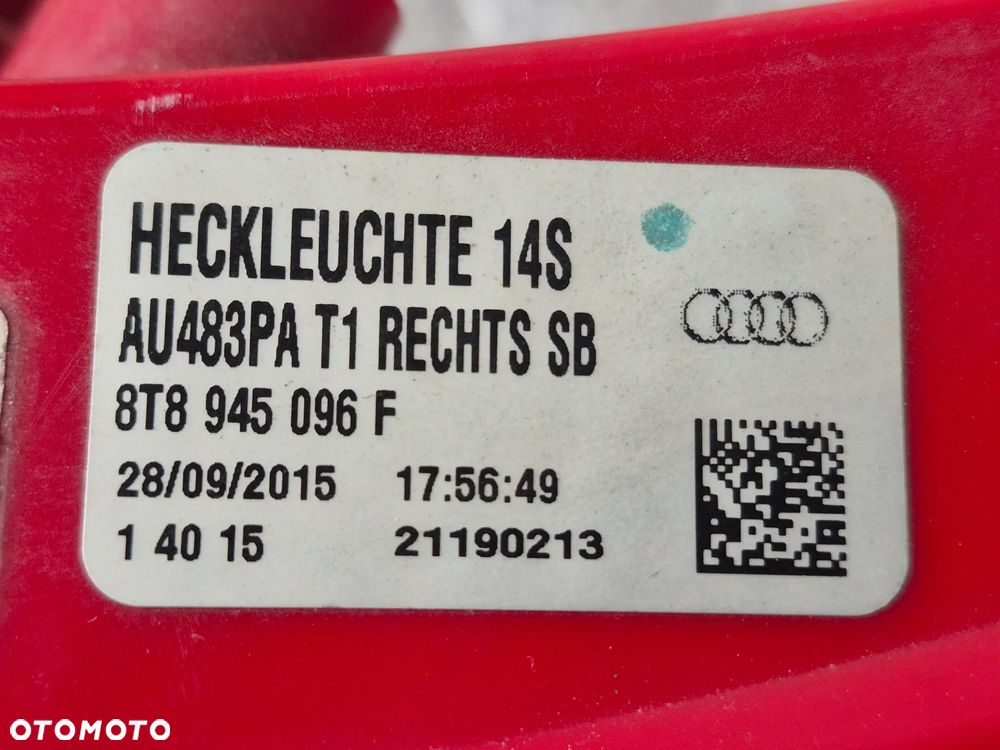 HECKLEUCHTE 14S
AU483PA T1 RECHTS SB
8T8 945 096 F
28/09/2015 17:56:49
1 40 15 21190213
OTOMOTO